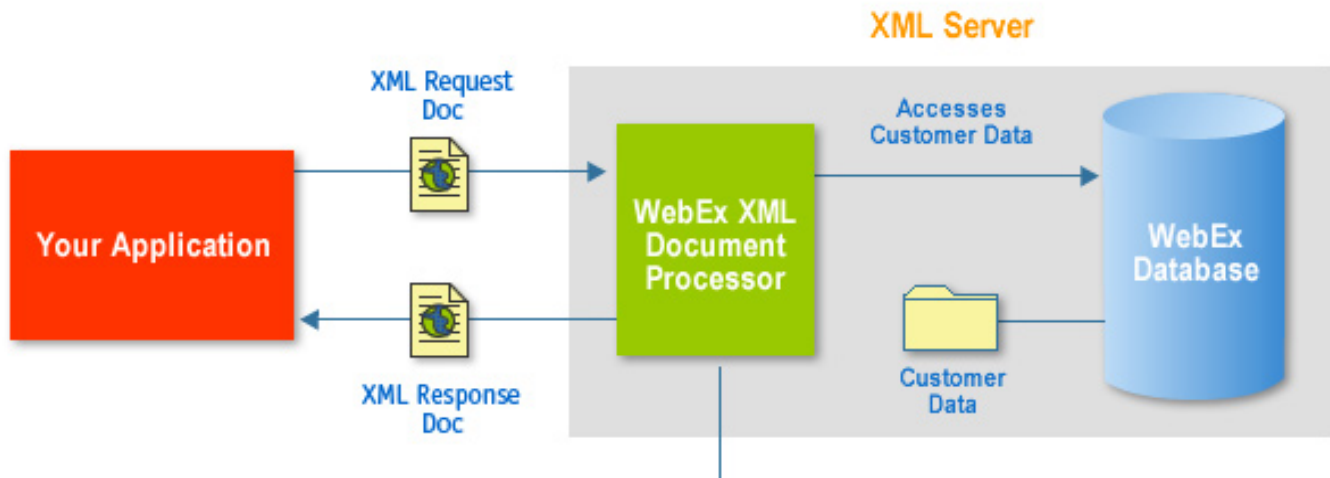 XML Server
XML Request
Doc
Accesses
Customer Data
Your Application
WebEx XML
Document
Processor
WebEx
Database
XML Response
Doc
Customer
Data